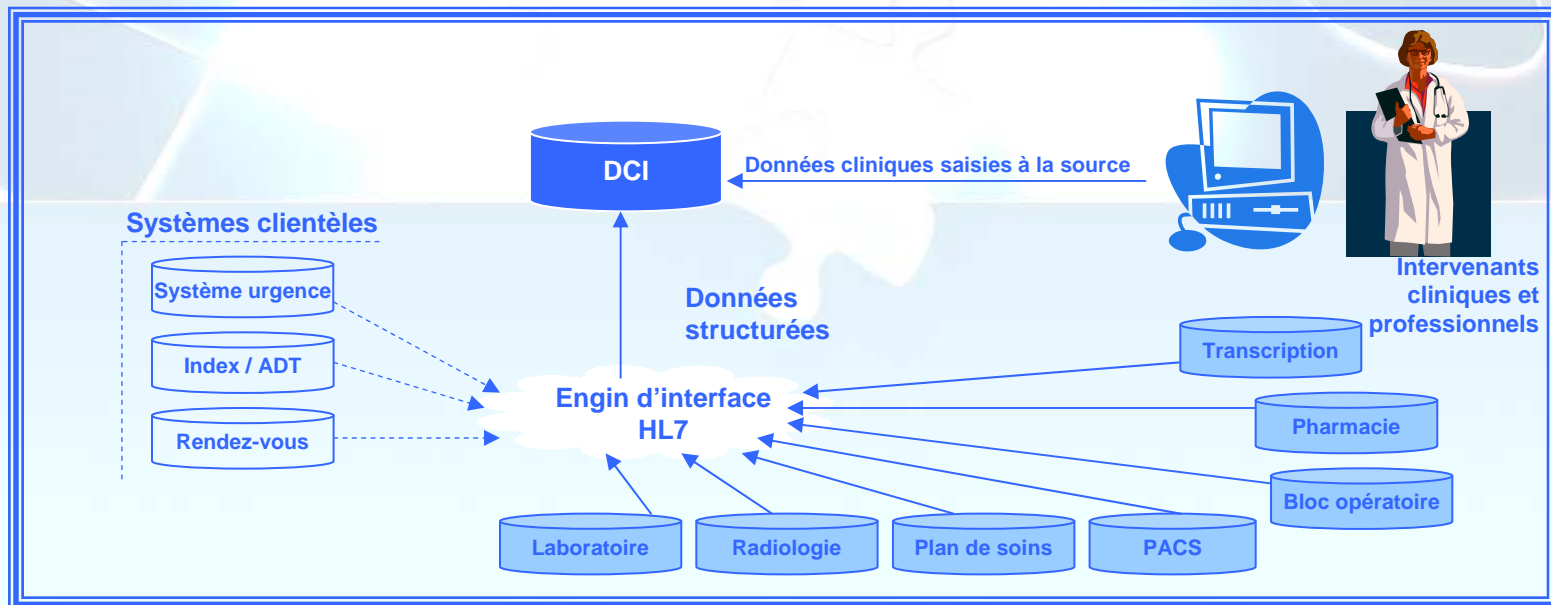 DCI
Données cliniques saisies à la source
Systèmes clientèles
Système urgence
Index / ADT
Rendez-vous
Données
structurées
Engin d’interface
HL7
Intervenants
cliniques et
professionnels
Transcription
Pharmacie
Bloc opératoire
Laboratoire
Radiologie
Plan de soins
PACS